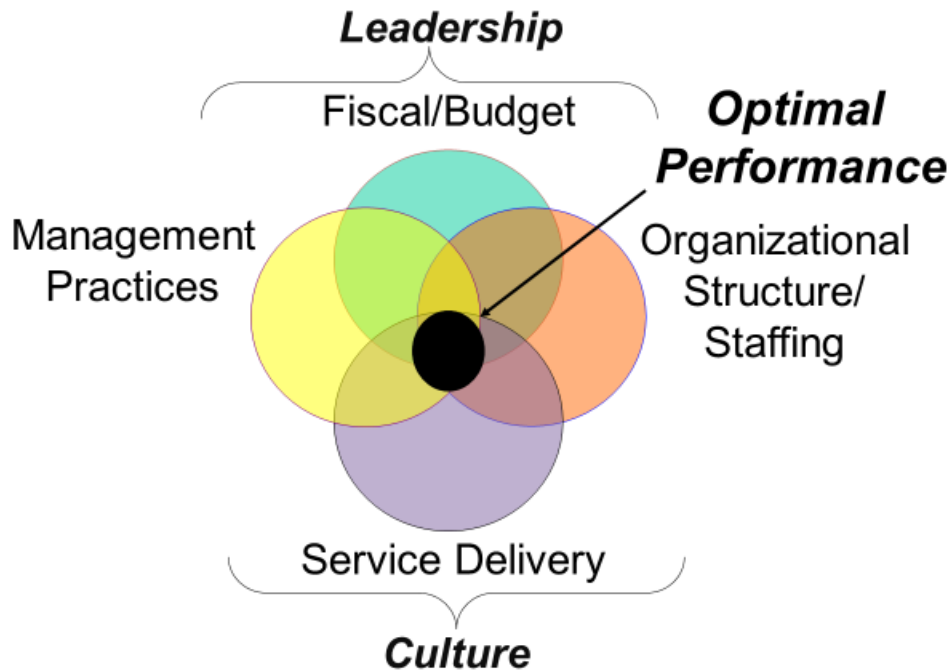 Leadership
Fiscal/Budget
Optimal
Performance
Management
Practices
Organizational
Structure/
Staffing
Service Delivery
Culture